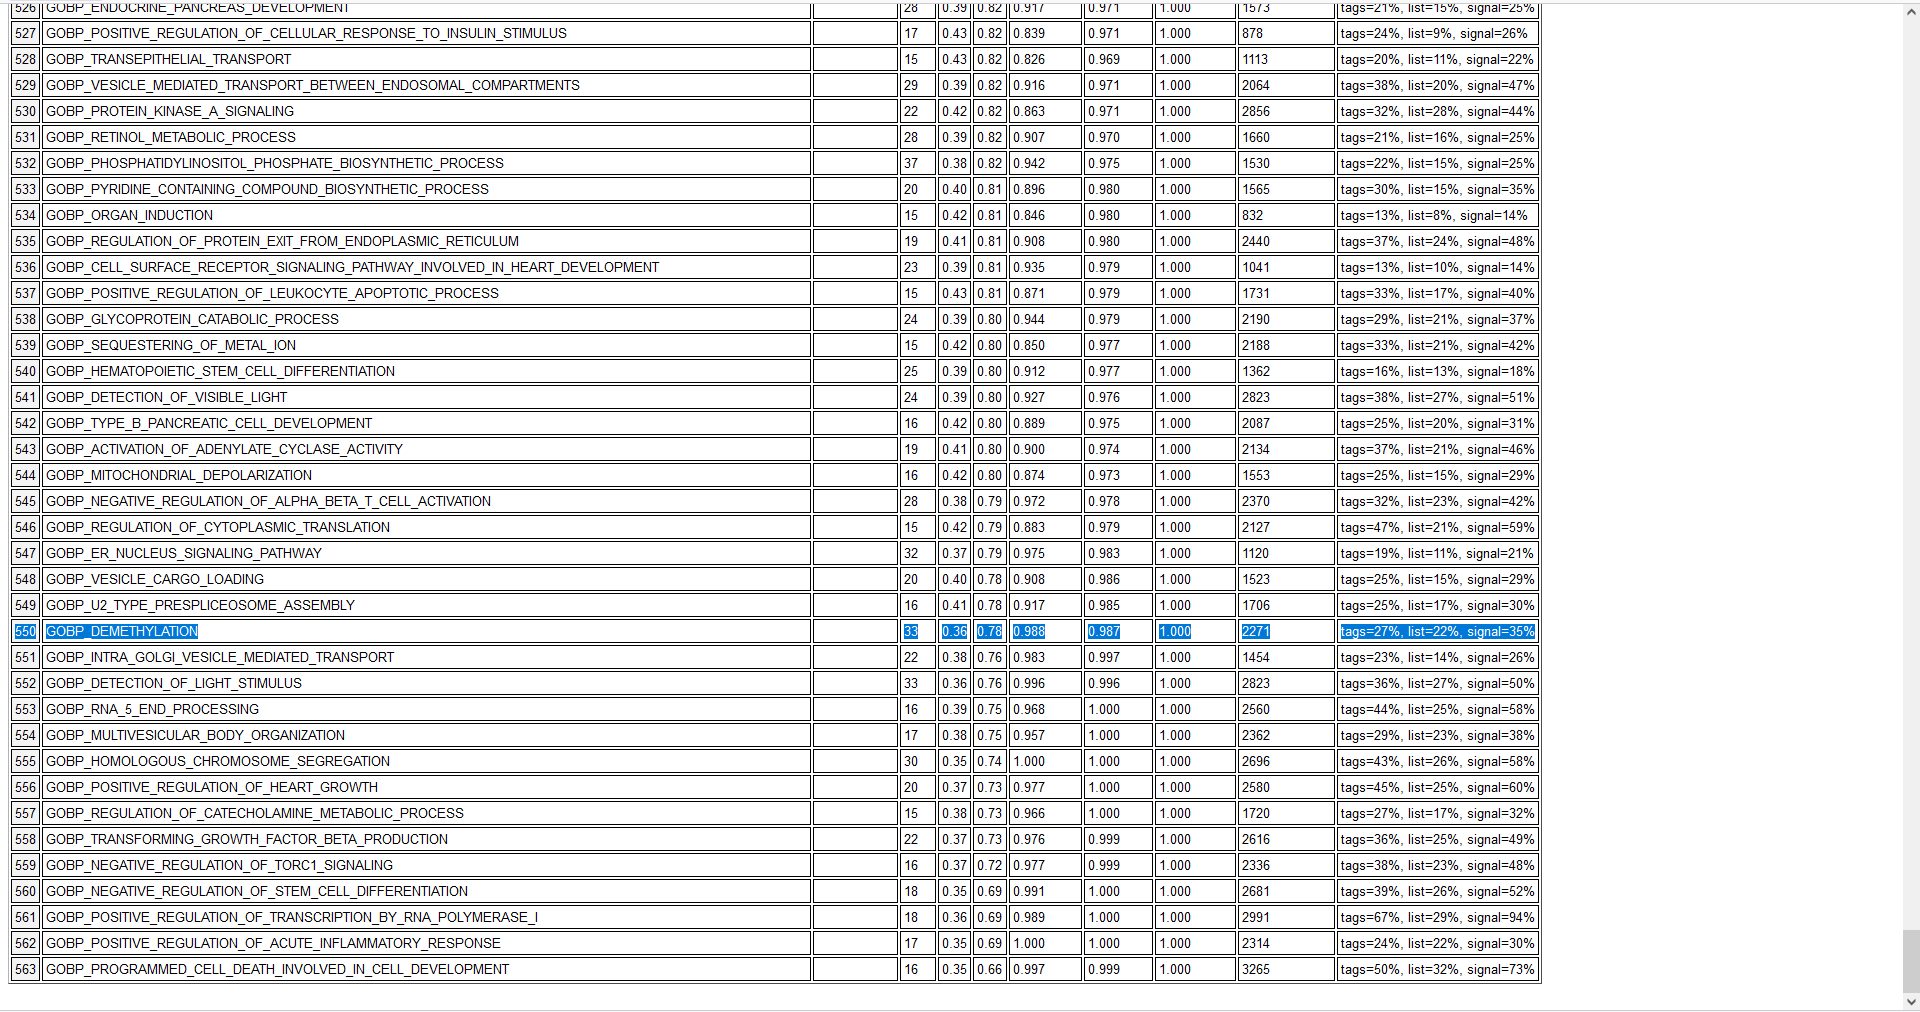 526 GOBP_ENDOCRINE_PANCREAS_DEVELOPMENT 28 0.39 0.82 0.917 0.971 1.000 1573 tags=21%, list=15%, signal=25%
527 GOBP_POSITIVE_REGULATION_OF_CELLULAR_RESPONSE_TO_INSULIN_STIMULUS 17 0.43 0.82 0.839 0.971 1.000 878 tags=24%, list=9%, signal=26%
528 GOBP_TRANSEPITHELIAL_TRANSPORT 15 0.43 0.82 0.826 0.969 1.000 1113 tags=20%, list=11%, signal=22%
529 GOBP_VESICLE_MEDIATED_TRANSPORT_BETWEEN_ENDOSOMAL_COMPARTMENTS 29 0.39 0.82 0.916 0.971 1.000 2064 tags=38%, list=20%, signal=47%
530 GOBP_PROTEIN_KINASE_A_SIGNALING 22 0.42 0.82 0.863 0.971 1.000 2856 tags=32%, list=28%, signal=44%
531 GOBP_RETINOL_METABOLIC_PROCESS 28 0.39 0.82 0.907 0.970 1.000 1660 tags=21%, list=16%, signal=25%
532 GOBP_PHOSPHATIDYLINOSITOL_PHOSPHATE_BIOSYNTHETIC_PROCESS 37 0.38 0.82 0.942 0.975 1.000 1530 tags=22%, list=15%, signal=25%
533 GOBP_PYRIDINE_CONTAINING_COMPOUND_BIOSYNTHETIC_PROCESS 20 0.40 0.81 0.896 0.980 1.000 1565 tags=30%, list=15%, signal=35%
534 GOBP_ORGAN_INDUCTION 15 0.42 0.81 0.846 0.980 1.000 832 tags=13%, list=8%, signal=14%
535 GOBP_REGULATION_OF_PROTEIN_EXIT_FROM_ENDOPLASMIC_RETICULUM 19 0.41 0.81 0.908 0.980 1.000 2440 tags=37%, list=24%, signal=48%
536 GOBP_CELL_SURFACE_RECEPTOR_SIGNALING_PATHWAY_INVOLVED_IN_HEART_DEVELOPMENT 23 0.39 0.81 0.935 0.979 1.000 1041 tags=13%, list=10%, signal=14%
537 GOBP_POSITIVE_REGULATION_OF_LEUKOCYTE_APOPTOTIC_PROCESS 15 0.43 0.81 0.871 0.979 1.000 1731 tags=33%, list=17%, signal=40%
538 GOBP_GLYCOPROTEIN_CATABOLIC_PROCESS 24 0.39 0.80 0.944 0.979 1.000 2190 tags=29%, list=21%, signal=37%
539 GOBP_SEQUESTERING_OF_METAL_ION 15 0.42 0.80 0.850 0.977 1.000 2188 tags=33%, list=21%, signal=42%
540 GOBP_HEMATOPOIETIC_STEM_CELL_DIFFERENTIATION 25 0.39 0.80 0.912 0.977 1.000 1362 tags=16%, list=13%, signal=18%
541 GOBP_DETECTION_OF_VISIBLE_LIGHT 24 0.39 0.80 0.927 0.976 1.000 2823 tags=38%, list=27%, signal=51%
542 GOBP_TYPE_B_PANCREATIC_CELL_DEVELOPMENT 16 0.42 0.80 0.889 0.975 1.000 2087 tags=25%, list=20%, signal=31%
543 GOBP_ACTIVATION_OF_ADENYLATE_CYCLASE_ACTIVITY 19 0.41 0.80 0.900 0.974 1.000 2134 tags=37%, list=21%, signal=46%
544 GOBP_MITOCHONDRIAL_DEPOLARIZATION 16 0.42 0.80 0.874 0.973 1.000 1553 tags=25%, list=15%, signal=29%
545 GOBP_NEGATIVE_REGULATION_OF_ALPHA_BETA_T_CELL_ACTIVATION 28 0.38 0.79 0.972 0.978 1.000 2370 tags=32%, list=23%, signal=42%
546 GOBP_REGULATION_OF_CYTOPLASMIC_TRANSLATION 15 0.42 0.79 0.883 0.979 1.000 2127 tags=47%, list=21%, signal=59%
547 GOBP_ER_NUCLEUS_SIGNALING_PATHWAY 32 0.37 0.79 0.975 0.983 1.000 1120 tags=19%, list=11%, signal=21%
548 GOBP_VESICLE_CARGO_LOADING 20 0.40 0.78 0.908 0.986 1.000 1523 tags=25%, list=15%, signal=29%
549 GOBP_U2_TYPE_PRESPLICEOSOME_ASSEMBLY 16 0.41 0.78 0.917 0.985 1.000 1706 tags=25%, list=17%, signal=30%
550 GOBP_DEMETHYLATION 33 0.36 0.78 0.988 0.987 1.000 2271 tags=27%, list=22%, signal=35%
551 GOBP_INTRA_GOLGI_VESICLE_MEDIATED_TRANSPORT 22 0.38 0.76 0.983 0.997 1.000 1454 tags=23%, list=14%, signal=26%
552 GOBP_DETECTION_OF_LIGHT_STIMULUS 33 0.36 0.76 0.996 0.996 1.000 2823 tags=36%, list=27%, signal=50%
553 GOBP_RNA_5_END_PROCESSING 16 0.39 0.75 0.968 1.000 1.000 2560 tags=44%, list=25%, signal=58%
554 GOBP_MULTIVESICULAR_BODY_ORGANIZATION 17 0.38 0.75 0.957 1.000 1.000 2362 tags=29%, list=23%, signal=38%
555 GOBP_HOMOLOGOUS_CHROMOSOME_SEGREGATION 30 0.35 0.74 1.000 1.000 1.000 2696 tags=43%, list=26%, signal=58%
556 GOBP_POSITIVE_REGULATION_OF_HEART_GROWTH 20 0.37 0.73 0.977 1.000 1.000 2580 tags=45%, list=25%, signal=60%
557 GOBP_REGULATION_OF_CATECHOLAMINE_METABOLIC_PROCESS 15 0.38 0.73 0.966 1.000 1.000 1720 tags=27%, list=17%, signal=32%
558 GOBP_TRANSFORMING_GROWTH_FACTOR_BETA_PRODUCTION 22 0.37 0.73 0.976 0.999 1.000 2616 tags=36%, list=25%, signal=49%
559 GOBP_NEGATIVE_REGULATION_OF_TORC1_SIGNALING 16 0.37 0.72 0.977 0.999 1.000 2336 tags=38%, list=23%, signal=48%
560 GOBP_NEGATIVE_REGULATION_OF_STEM_CELL_DIFFERENTIATION 18 0.35 0.69 0.991 1.000 1.000 2681 tags=39%, list=26%, signal=52%
561 GOBP_POSITIVE_REGULATION_OF_TRANSCRIPTION_BY_RNA_POLYMERASE_I 18 0.36 0.69 0.989 1.000 1.000 2991 tags=67%, list=29%, signal=94%
562 GOBP_POSITIVE_REGULATION_OF_ACUTE_INFLAMMATORY_RESPONSE 17 0.35 0.69 1.000 1.000 1.000 2314 tags=24%, list=22%, signal=30%
563 GOBP_PROGRAMMED_CELL_DEATH_INVOLVED_IN_CELL_DEVELOPMENT 16 0.35 0.66 0.997 0.999 1.000 3265 tags=50%, list=32%, signal=73%